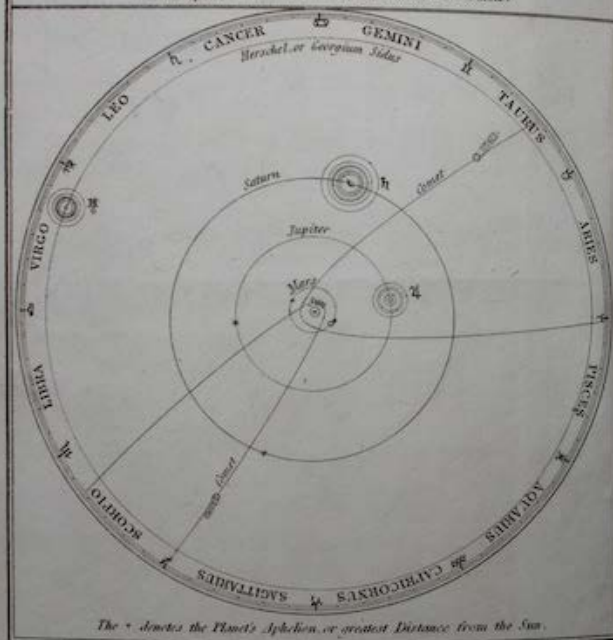 CANCER
GEMINI
Herschel, or Georgium Sidus
LEO
TAURUS
Saturn
Comet
Jupiter
VIRGO
ARIES
Mars
Sun
LIBRA
PISCES
Comet
SCORPIO
AQUARIUS
SAGITTARIUS
CAPRICORNUS
The * denotes the Planet's Aphelion, or greatest Distance from the Sun.